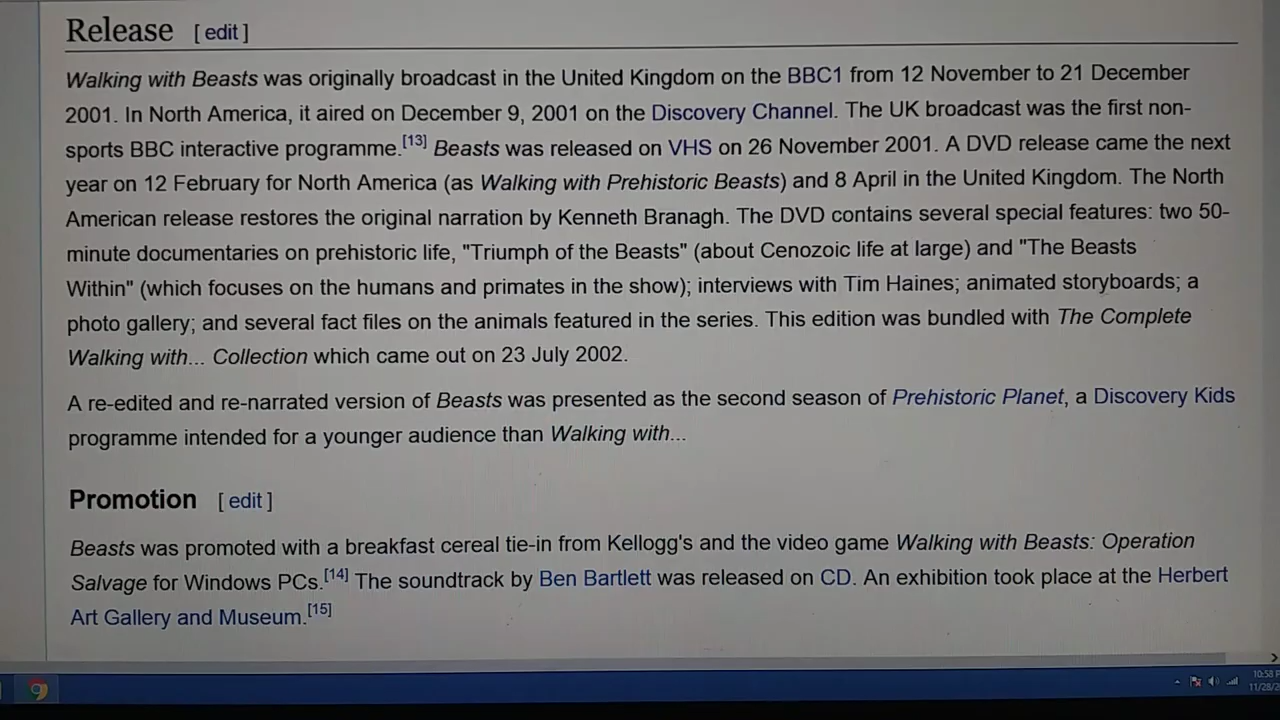 Release [ edit ]
Walking with Beasts was originally broadcast in the United Kingdom on the BBC1 from 12 November to 21 December
2001. In North America, it aired on December 9, 2001 on the Discovery Channel. The UK broadcast was the first non-
sports BBC interactive programme.[13] Beasts was released on VHS on 26 November 2001. A DVD release came the next
year on 12 February for North America (as Walking with Prehistoric Beasts) and 8 April in the United Kingdom. The North
American release restores the original narration by Kenneth Branagh. The DVD contains several special features: two 50-
minute documentaries on prehistoric life, "Triumph of the Beasts" (about Cenozoic life at large) and "The Beasts
Within" (which focuses on the humans and primates in the show); interviews with Tim Haines; animated storyboards; a
photo gallery; and several fact files on the animals featured in the series. This edition was bundled with The Complete
Walking with... Collection which came out on 23 July 2002.
A re-edited and re-narrated version of Beasts was presented as the second season of Prehistoric Planet, a Discovery Kids
programme intended for a younger audience than Walking with...
Promotion [ edit ]
Beasts was promoted with a breakfast cereal tie-in from Kellogg's and the video game Walking with Beasts: Operation
Salvage for Windows PCs.[14] The soundtrack by Ben Bartlett was released on CD. An exhibition took place at the Herbert
Art Gallery and Museum.[15]
10:58
11/28/2